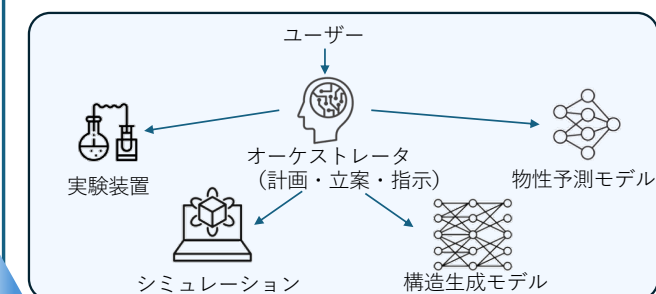 ユーザー
オーケストレータ
（計画・立案・指示）
実験装置
物性予測モデル
シミュレーション
構造生成モデル